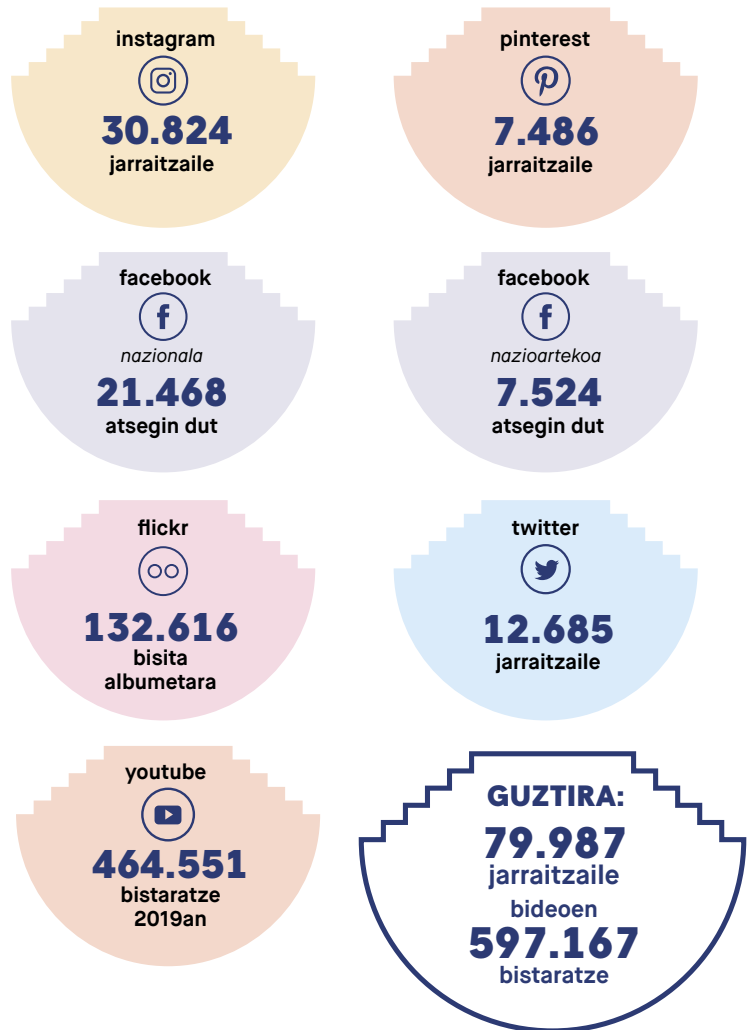 instagram
30.824
jarraitzaile
pinterest
7.486
jarraitzaile
facebook
nazionala
21.468
atsegin dut
facebook
nazioartekoa
7.524
atsegin dut
flickr
132.616
bisita
albumetara
twitter
12.685
jarraitzaile
youtube
464.551
bistaratze
2019an
GUZTIRA:
79.987
jarraitzaile
bideoen
597.167
bistaratze